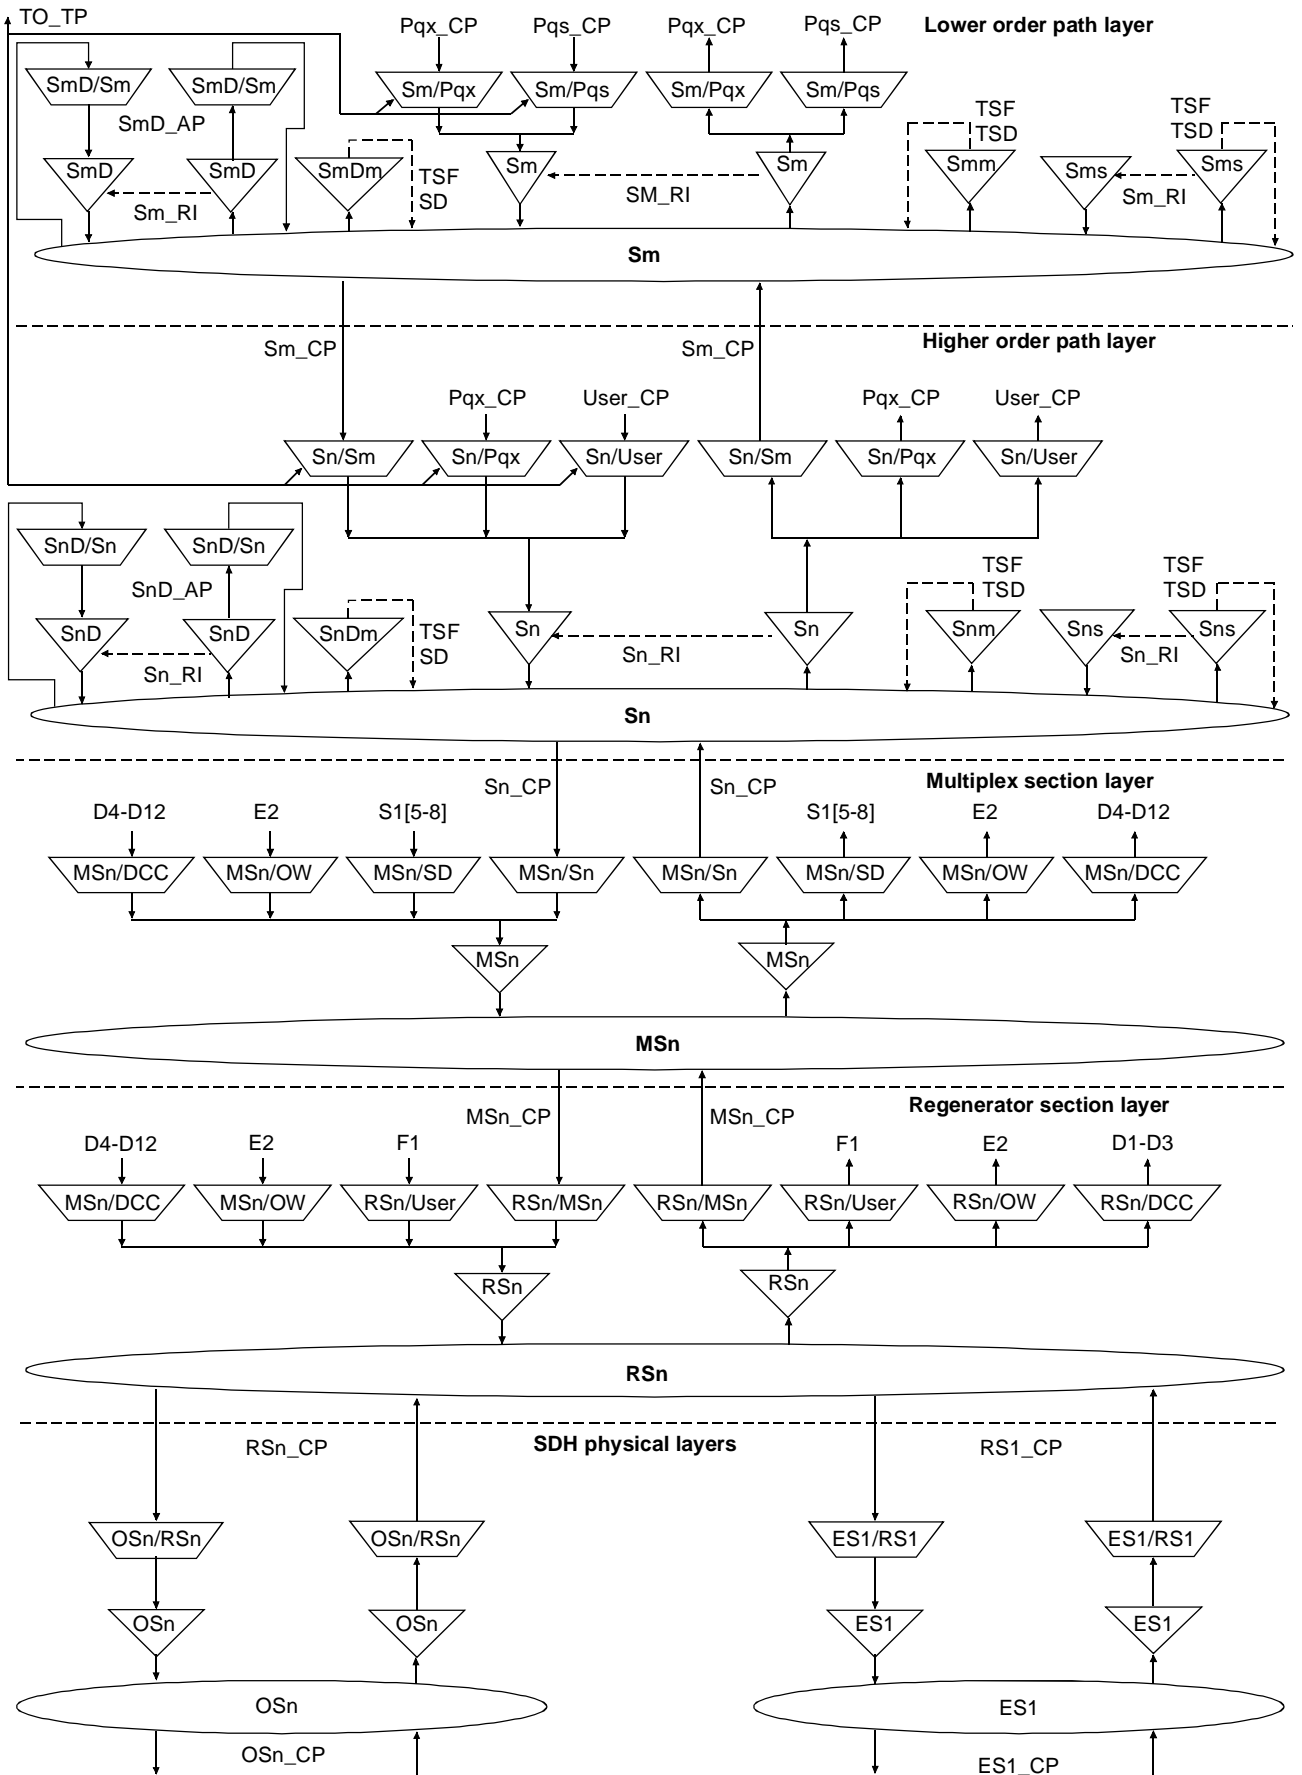 TO_TP
Pqx_CP Pqs_CP Pqx_CP Pqs_CP
Lower order path layer
SmD/Sm SmD/Sm Sm/Pqx Sm/Pqs Sm/Pqx Sm/Pqs
SmD_AP
TSF TSF
TSD TSD
SmD SmD SmDm TSF Sm Sm Smm Sms Sms
Sm_RI SD SM_RI Sm_RI
Sm
Sm_CP Sm_CP
Higher order path layer
Pqx_CP User_CP Pqx_CP User_CP
Sn/Sm Sn/Pqx Sn/User Sn/Sm Sn/Pqx Sn/User
SnD/Sn SnD/Sn
SnD_AP
TSF TSF
TSD TSD
SnD SnD SnDm TSF Sn Sn Snm Sns Sns
Sn_RI SD Sn_RI Sn_RI
Sn
Sn_CP Sn_CP
Multiplex section layer
D4-D12 E2 S1[5-8] S1[5-8] E2 D4-D12
MSn/DCC MSn/OW MSn/SD MSn/Sn MSn/Sn MSn/SD MSn/OW MSn/DCC
MSn MSn
MSn
MSn_CP MSn_CP
Regenerator section layer
D4-D12 E2 F1 F1 E2 D1-D3
MSn/DCC MSn/OW RSn/User RSn/MSn RSn/MSn RSn/User RSn/OW RSn/DCC
RSn RSn
RSn
RSn_CP SDH physical layers RS1_CP
OSn/RSn OSn/RSn ES1/RS1 ES1/RS1
OSn OSn ES1 ES1
OSn ES1
OSn_CP ES1_CP